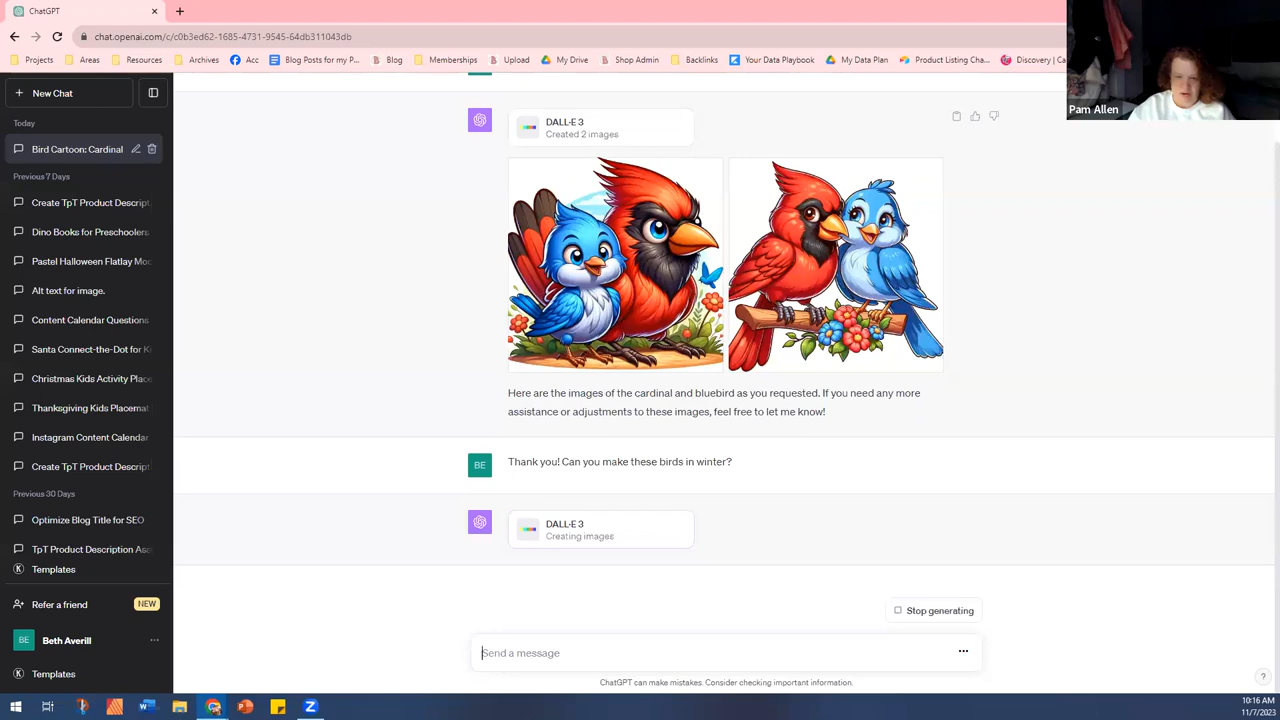 ChatGPT
chat.openai.com/c/c0b3ed62-1685-4731-9545-64db311043db
Projects Areas Resources Archives Acc Blog Posts for my P... Blog Memberships Upload My Drive Shop Admin Backlinks Your Data Playbook My Data Plan Product Listing Cha... Discovery | Ca
Pam Allen
New Chat
Today
Bird Cartoon: Cardinal
Previous 7 Days
Create TpT Product Descript
Dino Books for Preschoolers
Pastel Halloween Flatlay Moc
Alt text for image.
Content Calendar Questions
Santa Connect-the-Dot for Ki
Christmas Kids Activity Place
Thanksgiving Kids Placemat
Instagram Content Calendar
Create TpT Product Descripti
Previous 30 Days
Optimize Blog Title for SEO
TpT Product Description Ass
Templates
Refer a friend NEW
BE Beth Averill
Templates
DALL·E 3
Created 2 images
Here are the images of the cardinal and bluebird as you requested. If you need any more
assistance or adjustments to these images, feel free to let me know!
BE Thank you! Can you make these birds in winter?
DALL·E 3
Creating images
Stop generating
Send a message
ChatGPT can make mistakes. Consider checking important information.
?
10:16 AM
11/7/2023